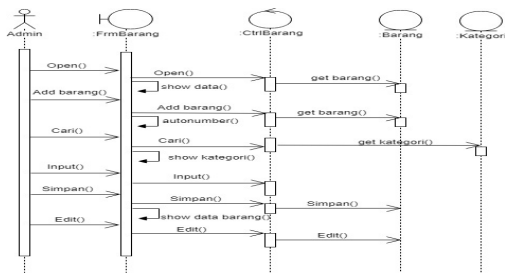 Admin
:FrmBarang
:CtrlBarang
:Barang
:Kategori
Open()
Open()
get barang()
show data()
Add barang()
Add barang()
get barang()
autonumber()
Cari()
Cari()
get kategori()
show kategori()
Input()
Input()
Simpan()
Simpan()
Simpan()
show data barang()
Edit()
Edit()
Edit()